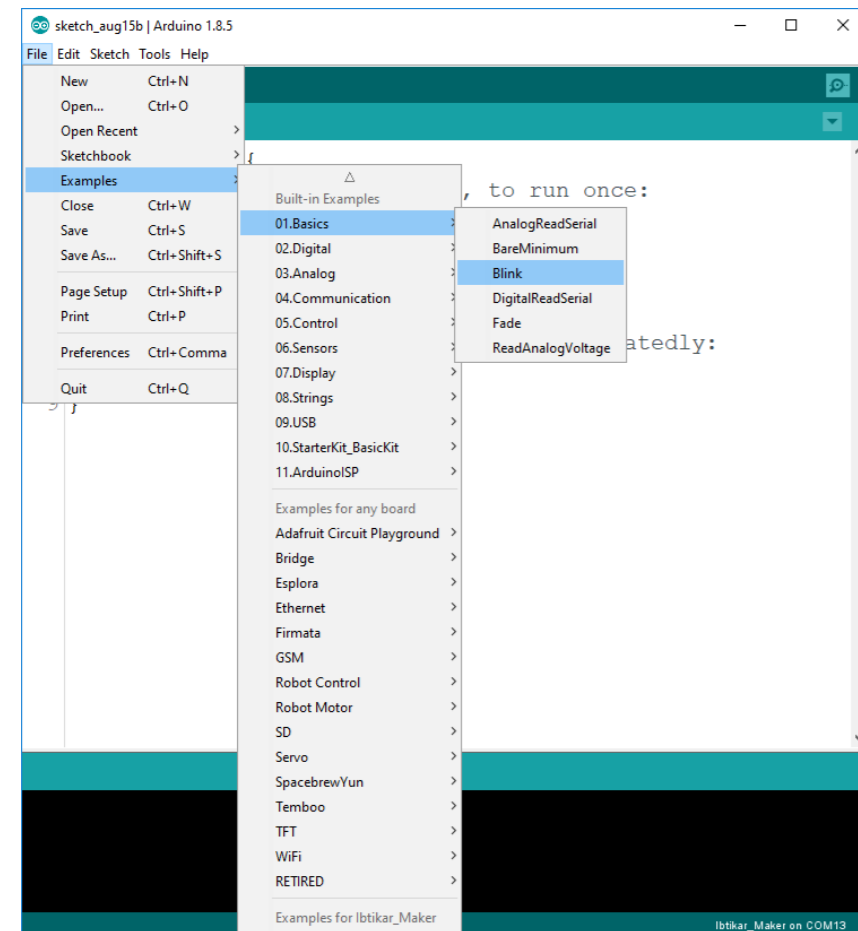 sketch_aug15b | Arduino 1.8.5
File Edit Sketch Tools Help
New Ctrl+N
Open... Ctrl+O
Open Recent
Sketchbook
Examples
Close Ctrl+W
Save Ctrl+S
Save As... Ctrl+Shift+S
Page Setup Ctrl+Shift+P
Print Ctrl+P
Preferences Ctrl+Comma
Quit Ctrl+Q
{
, to run once:
atedly:
9 }
Built-in Examples
01.Basics
02.Digital
03.Analog
04.Communication
05.Control
06.Sensors
07.Display
08.Strings
09.USB
10.StarterKit_BasicKit
11.ArduinoISP
Examples for any board
Adafruit Circuit Playground
Bridge
Esplora
Ethernet
Firmata
GSM
Robot Control
Robot Motor
SD
Servo
SpacebrewYun
Temboo
TFT
WiFi
RETIRED
Examples for Ibtikar_Maker
AnalogReadSerial
BareMinimum
Blink
DigitalReadSerial
Fade
ReadAnalogVoltage
Ibtikar_Maker on COM13